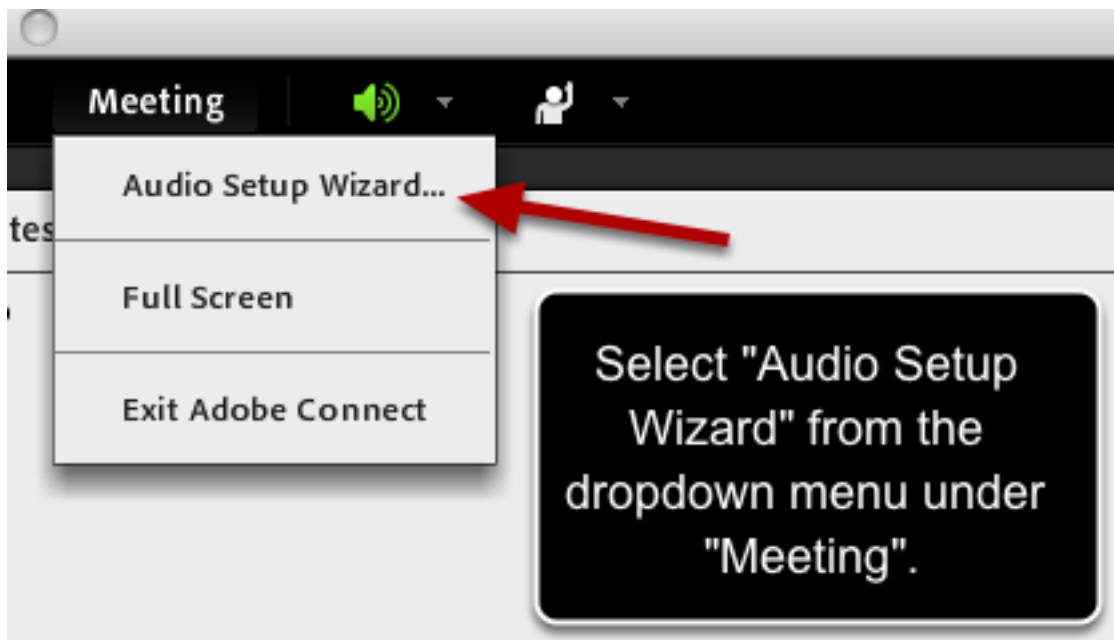 Meeting
Audio Setup Wizard...
tes
Full Screen
Exit Adobe Connect
Select "Audio Setup
Wizard" from the
dropdown menu under
"Meeting".